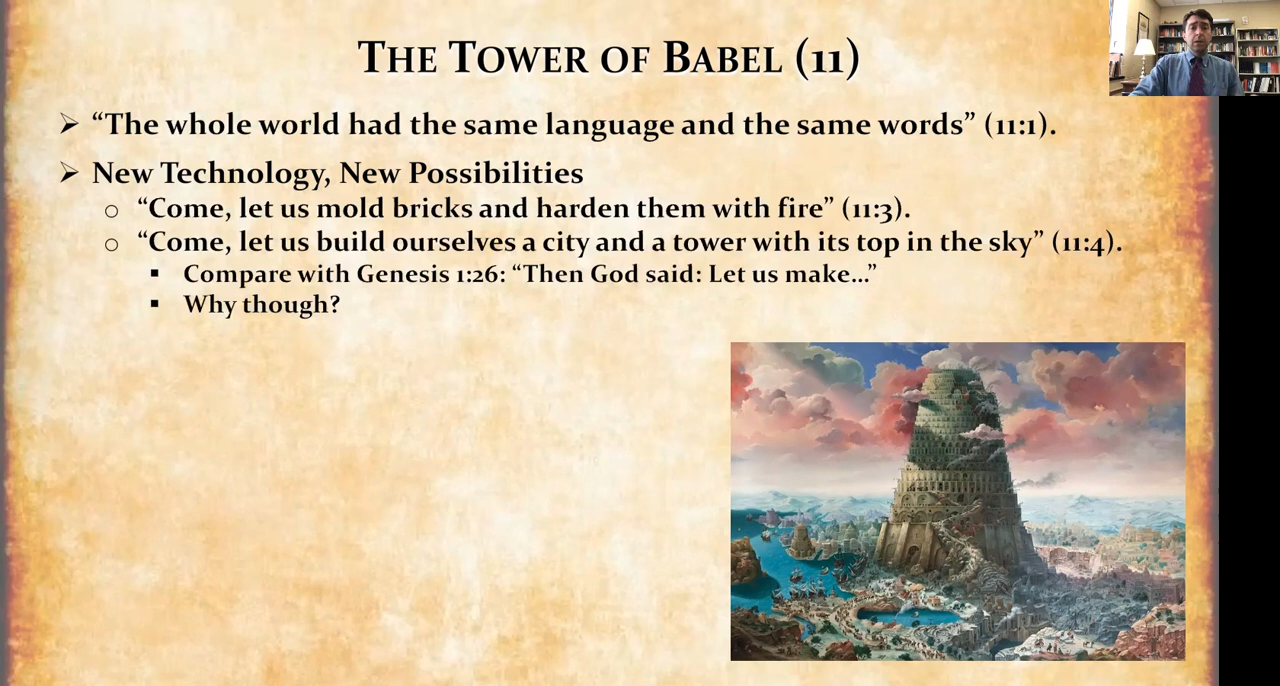 THE TOWER OF BABEL (11)
➢ “The whole world had the same language and the same words” (11:1).
➢ New Technology, New Possibilities
○ “Come, let us mold bricks and harden them with fire” (11:3).
○ “Come, let us build ourselves a city and a tower with its top in the sky” (11:4).
▪ Compare with Genesis 1:26: “Then God said: Let us make…”
▪ Why though?